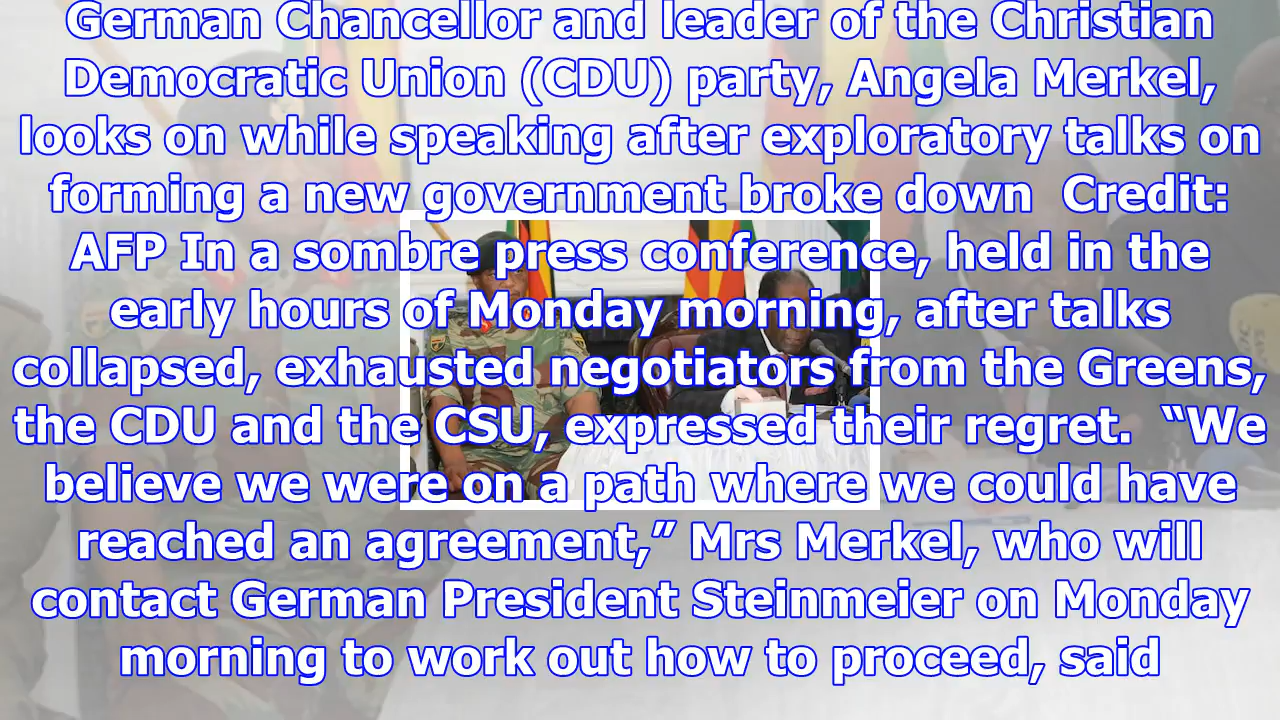 German Chancellor and leader of the Christian
Democratic Union (CDU) party, Angela Merkel,
looks on while speaking after exploratory talks on
forming a new government broke down  Credit:
AFP In a sombre press conference, held in the
early hours of Monday morning, after talks
collapsed, exhausted negotiators from the Greens,
the CDU and the CSU, expressed their regret.  “We
believe we were on a path where we could have
reached an agreement,” Mrs Merkel, who will
contact German President Steinmeier on Monday
morning to work out how to proceed, said